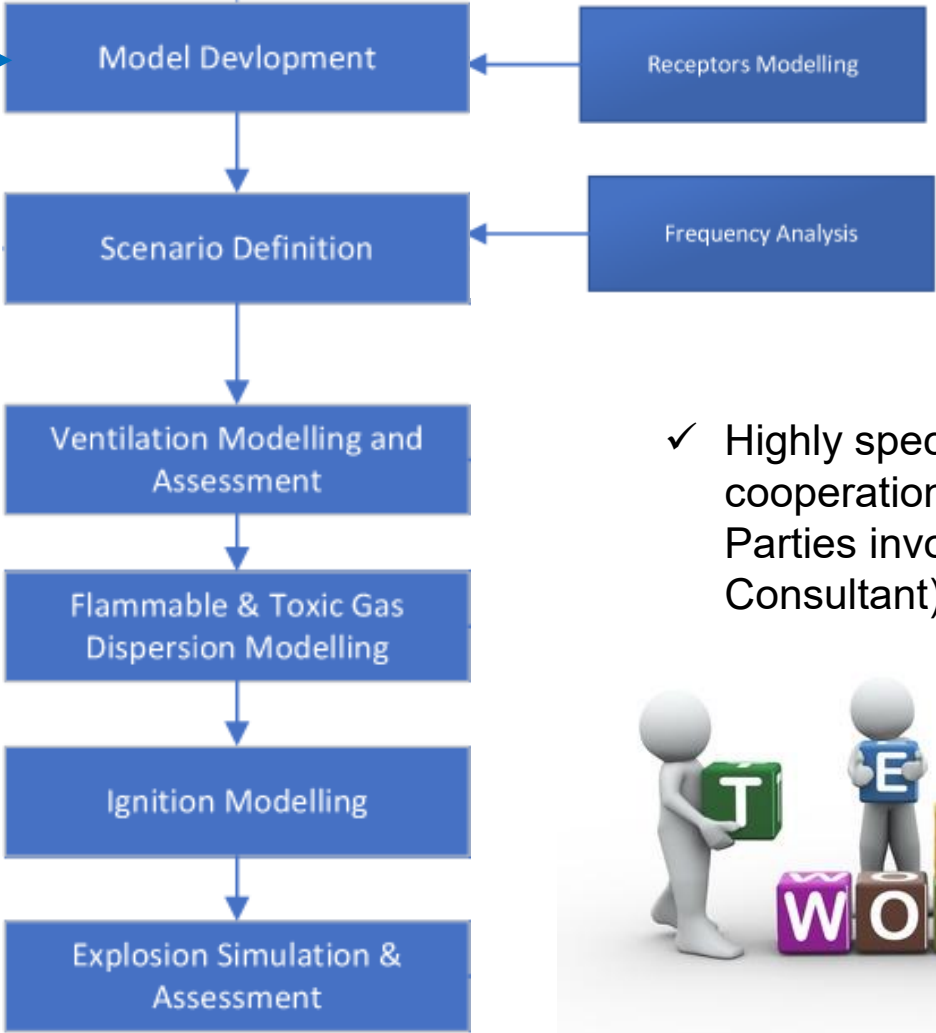 Model Devlopment
Receptors Modelling
Scenario Definition
Frequency Analysis
Ventilation Modelling and
Assessment
✓ Highly spec
cooperation
Parties invo
Consultant)
Flammable & Toxic Gas
Dispersion Modelling
Ignition Modelling
T E
W O
Explosion Simulation &
Assessment